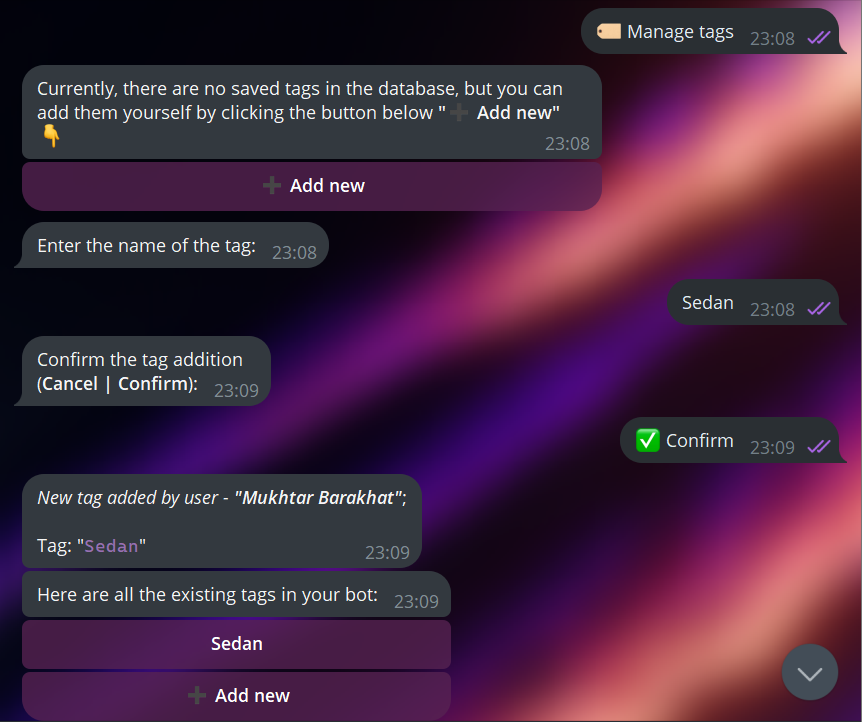 🏷️ Manage tags 23:08
Currently, there are no saved tags in the database, but you can
add them yourself by clicking the button below "➕ Add new"
👇 23:08
➕ Add new
Enter the name of the tag: 23:08
Sedan 23:08
Confirm the tag addition
(Cancel | Confirm): 23:09
✅ Confirm 23:09
New tag added by user - "Mukhtar Barakhat";
Tag: "Sedan" 23:09
Here are all the existing tags in your bot: 23:09
Sedan
➕ Add new